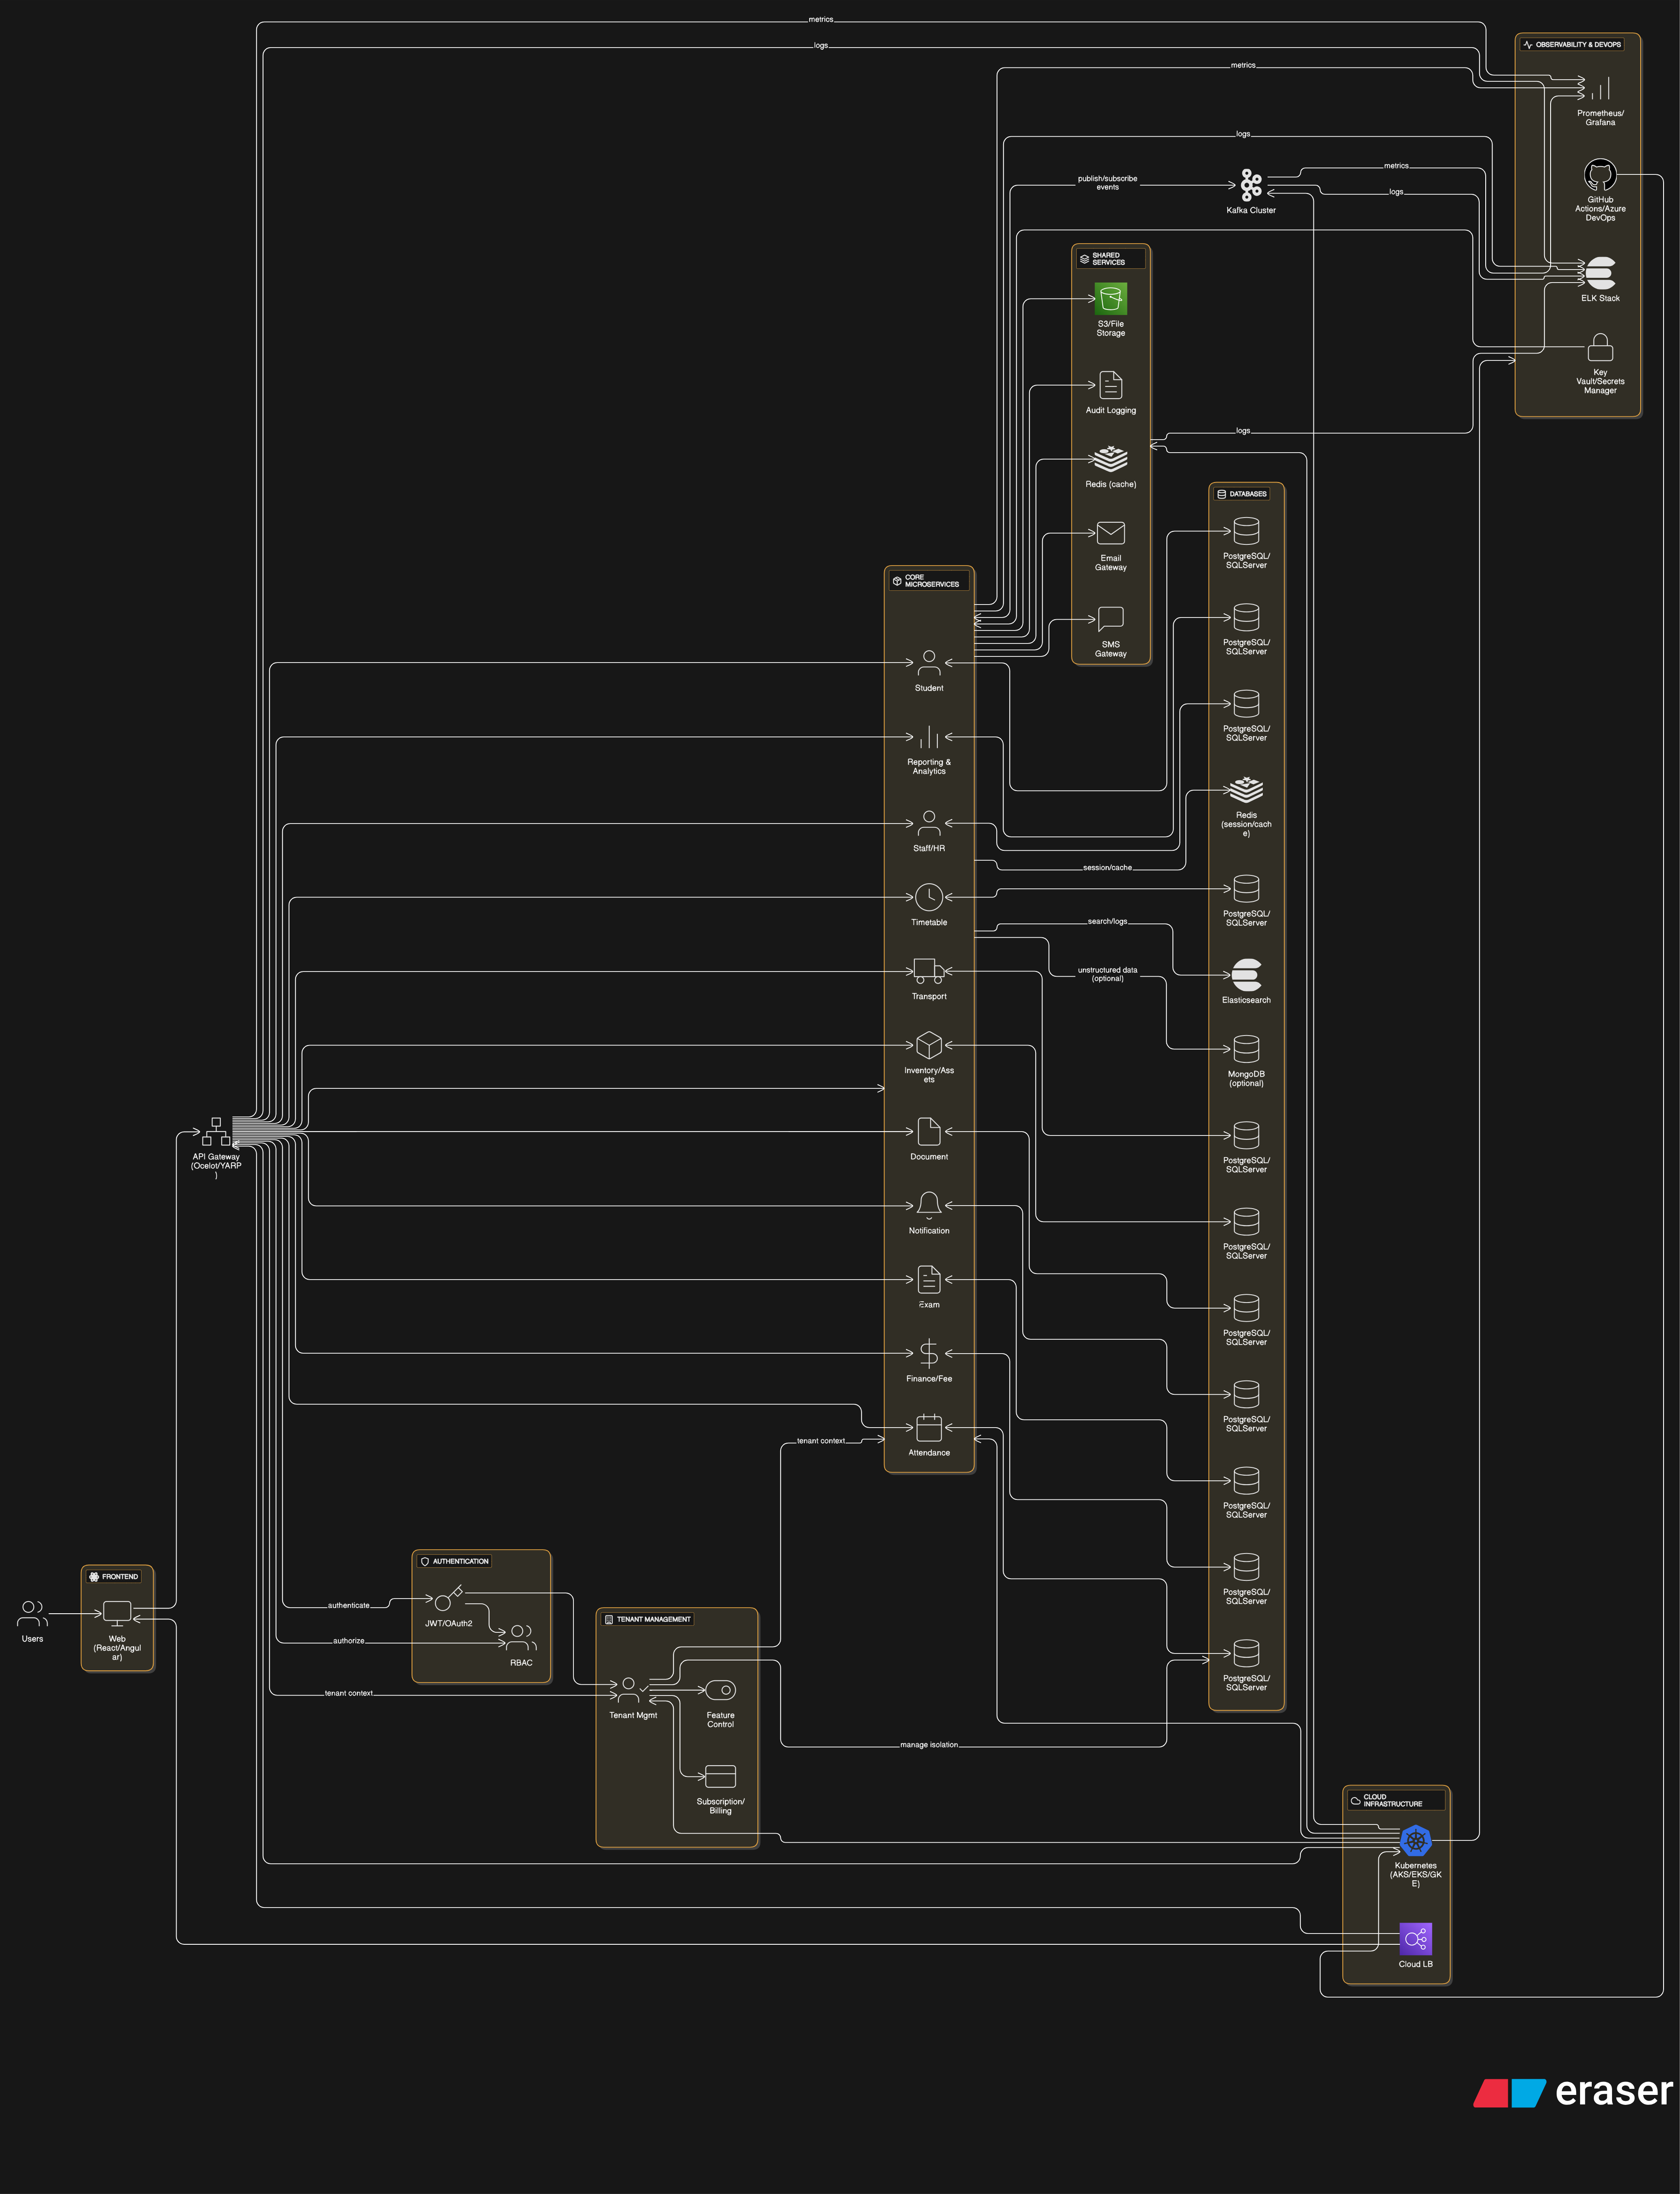 metrics
logs
metrics
logs
metrics
logs
publish/subscribe
events
Kafka Cluster
OBSERVABILITY & DEVOPS
Prometheus/
Grafana
GitHub
Actions/Azure
DevOps
ELK Stack
Key
Vault/Secrets
Manager
SHARED
SERVICES
S3/File
Storage
Audit Logging
Redis (cache)
Email
Gateway
SMS
Gateway
logs
DATABASES
PostgreSQL/
SQLServer
PostgreSQL/
SQLServer
PostgreSQL/
SQLServer
Redis
(session/cach
e)
PostgreSQL/
SQLServer
Elasticsearch
MongoDB
(optional)
PostgreSQL/
SQLServer
PostgreSQL/
SQLServer
PostgreSQL/
SQLServer
PostgreSQL/
SQLServer
PostgreSQL/
SQLServer
PostgreSQL/
SQLServer
PostgreSQL/
SQLServer
CORE
MICROSERVICES
Student
Reporting &
Analytics
Staff/HR
Timetable
Transport
Inventory/Ass
ets
Document
Notification
Exam
Finance/Fee
Attendance
session/cache
search/logs
unstructured data
(optional)
API Gateway
(Ocelot/YARP
)
tenant context
FRONTEND
Users
Web
(React/Angul
ar)
AUTHENTICATION
authenticate
JWT/OAuth2
authorize
RBAC
tenant context
TENANT MANAGEMENT
Tenant Mgmt
Feature
Control
Subscription/
Billing
manage isolation
CLOUD
INFRASTRUCTURE
Kubernetes
(AKS/EKS/GK
E)
Cloud LB
eraser